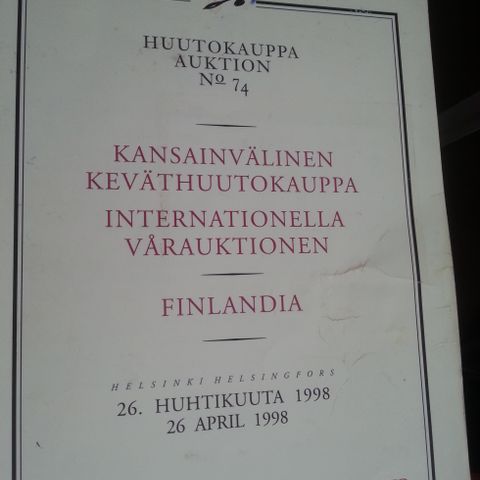 HUUTOKAUPPA
AUKTION
Nº 74
KANSAINVÄLINEN
KEVÄTHUUTOKAUPPA
INTERNATIONELLA
VÅRAUKTIONEN
FINLANDIA
HELSINKI HELSINGFORS
26. HUHTIKUUTA 1998
26 APRIL 1998